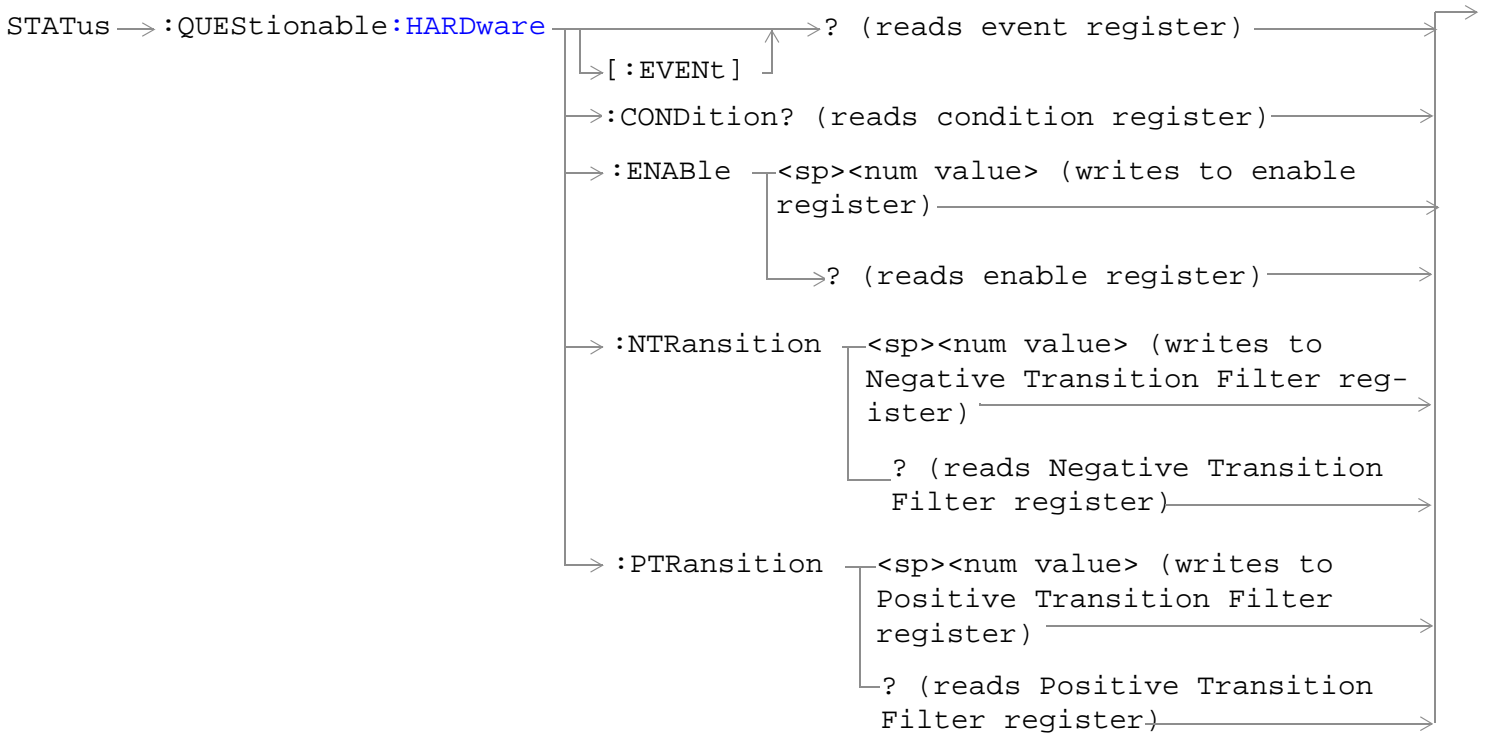 STATus :QUEStionable:HARDware ? (reads event register)
[:EVENt]
:CONDition? (reads condition register)
:ENABle <sp><num value> (writes to enable
register)
? (reads enable register)
:NTRansition <sp><num value> (writes to
Negative Transition Filter reg-
ister)
? (reads Negative Transition
Filter register)
:PTRansition <sp><num value> (writes to
Positive Transition Filter
register)
? (reads Positive Transition
Filter register)